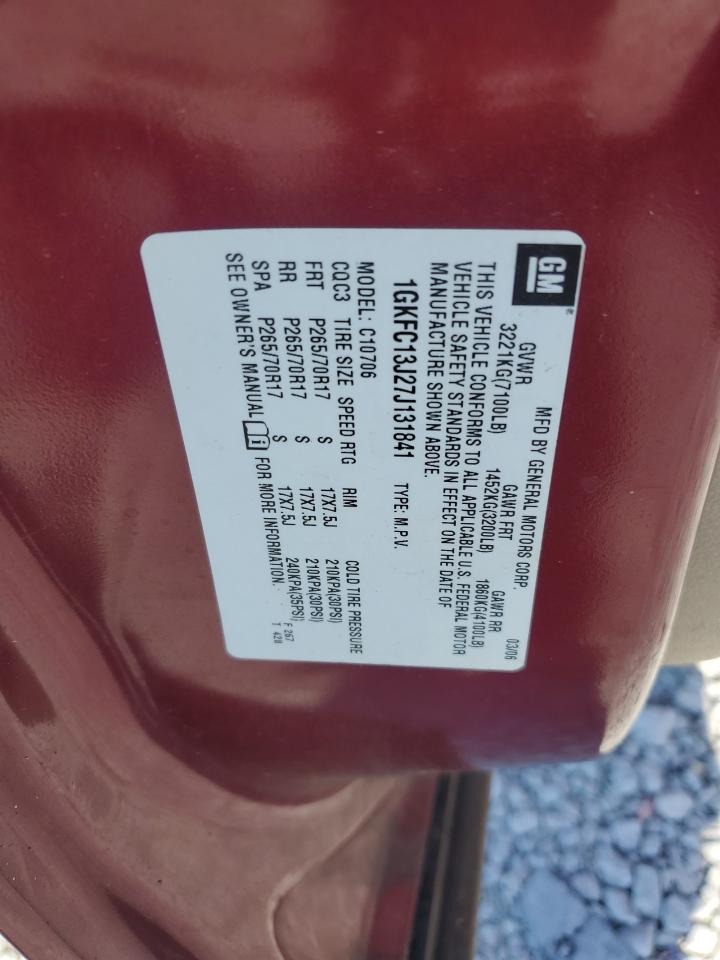 GM®
MFD BY GENERAL MOTORS CORP. 03/06
GVWR GAWR FRT GAWR RR
3221KG(7100LB) 1452KG(3200LB) 1860KG(4100LB)
THIS VEHICLE CONFORMS TO ALL APPLICABLE U.S. FEDERAL MOTOR
VEHICLE SAFETY STANDARDS IN EFFECT ON THE DATE OF
MANUFACTURE SHOWN ABOVE.
1GKFC13J27J131841 TYPE: M.P.V.
MODEL: C10706
CQC3 TIRE SIZE SPEED RTG RIM COLD TIRE PRESSURE
FRT P265/70R17 S 17X7.5J 210KPA(30PSI)
RR P265/70R17 S 17X7.5J 210KPA(30PSI)
SPA P265/70R17 S 17X7.5J 240KPA(35PSI)
SEE OWNER'S MANUAL i FOR MORE INFORMATION.
F 267